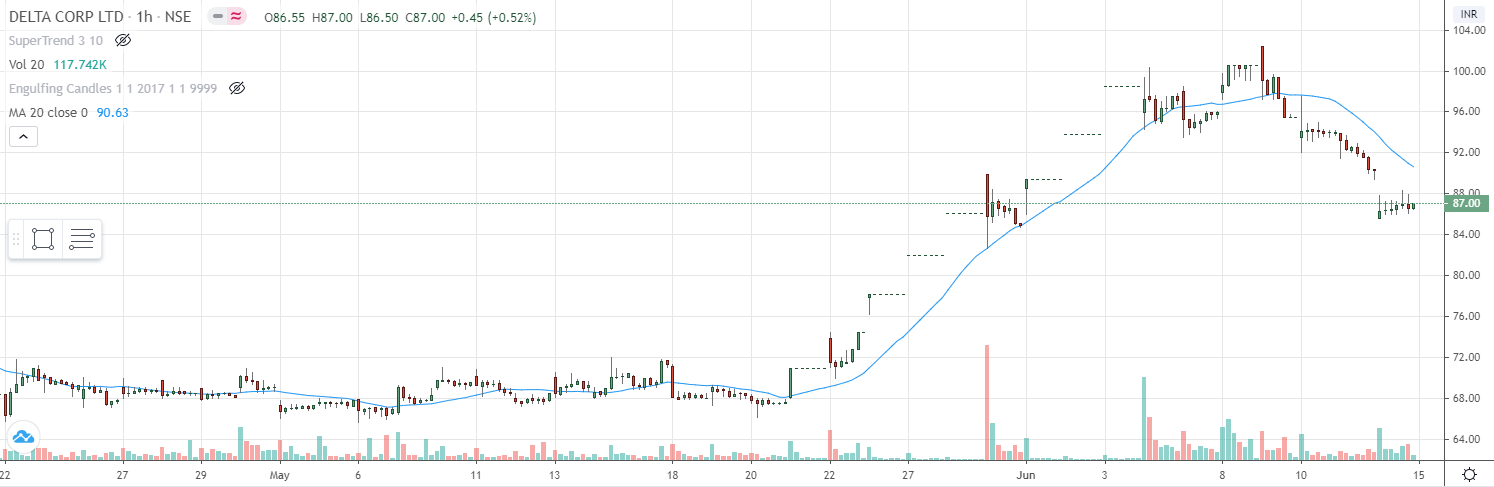 DELTA CORP LTD · 1h · NSE O86.55 H87.00 L86.50 C87.00 +0.45 (+0.52%)
INR
SuperTrend 3 10
Vol 20 117.742K
Engulfing Candles 1 1 2017 1 1 9999
MA 20 close 0 90.63
104.00
100.00
96.00
92.00
88.00
87.00
84.00
80.00
76.00
72.00
68.00
64.00
22 27 29 May 6 11 13 18 20 22 27 Jun 3 8 10 15